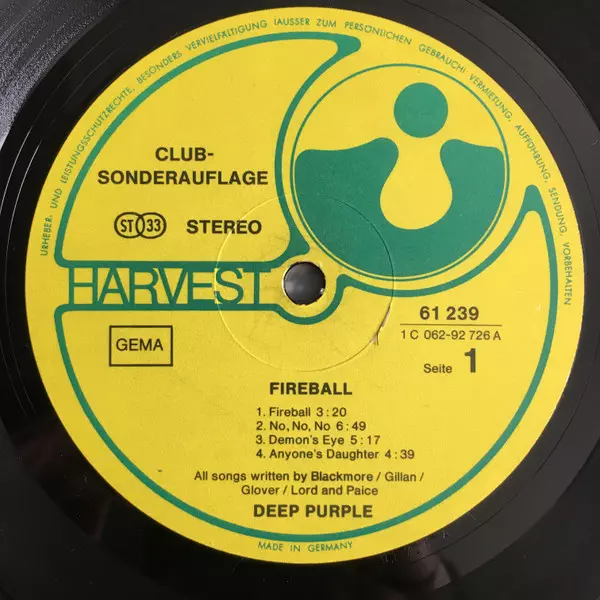 URHEBER- UND LEISTUNGSSCHUTZRECHTE, BESONDERS VERVIELFÄLTIGUNG (AUSSER ZUM PERSÖNLICHEN GEBRAUCH) VERMIETUNG, AUFFÜHRUNG, SENDUNG, VORBEHALTEN
CLUB-
SONDERAUFLAGE
ST 33 STEREO
HARVEST
GEMA
61 239
1 C 062-92 726 A
Seite 1
FIREBALL
1. Fireball 3:20
2. No, No, No 6:49
3. Demon's Eye 5:17
4. Anyone's Daughter 4:39
All songs written by Blackmore / Gillan /
Glover / Lord and Paice
DEEP PURPLE
MADE IN GERMANY